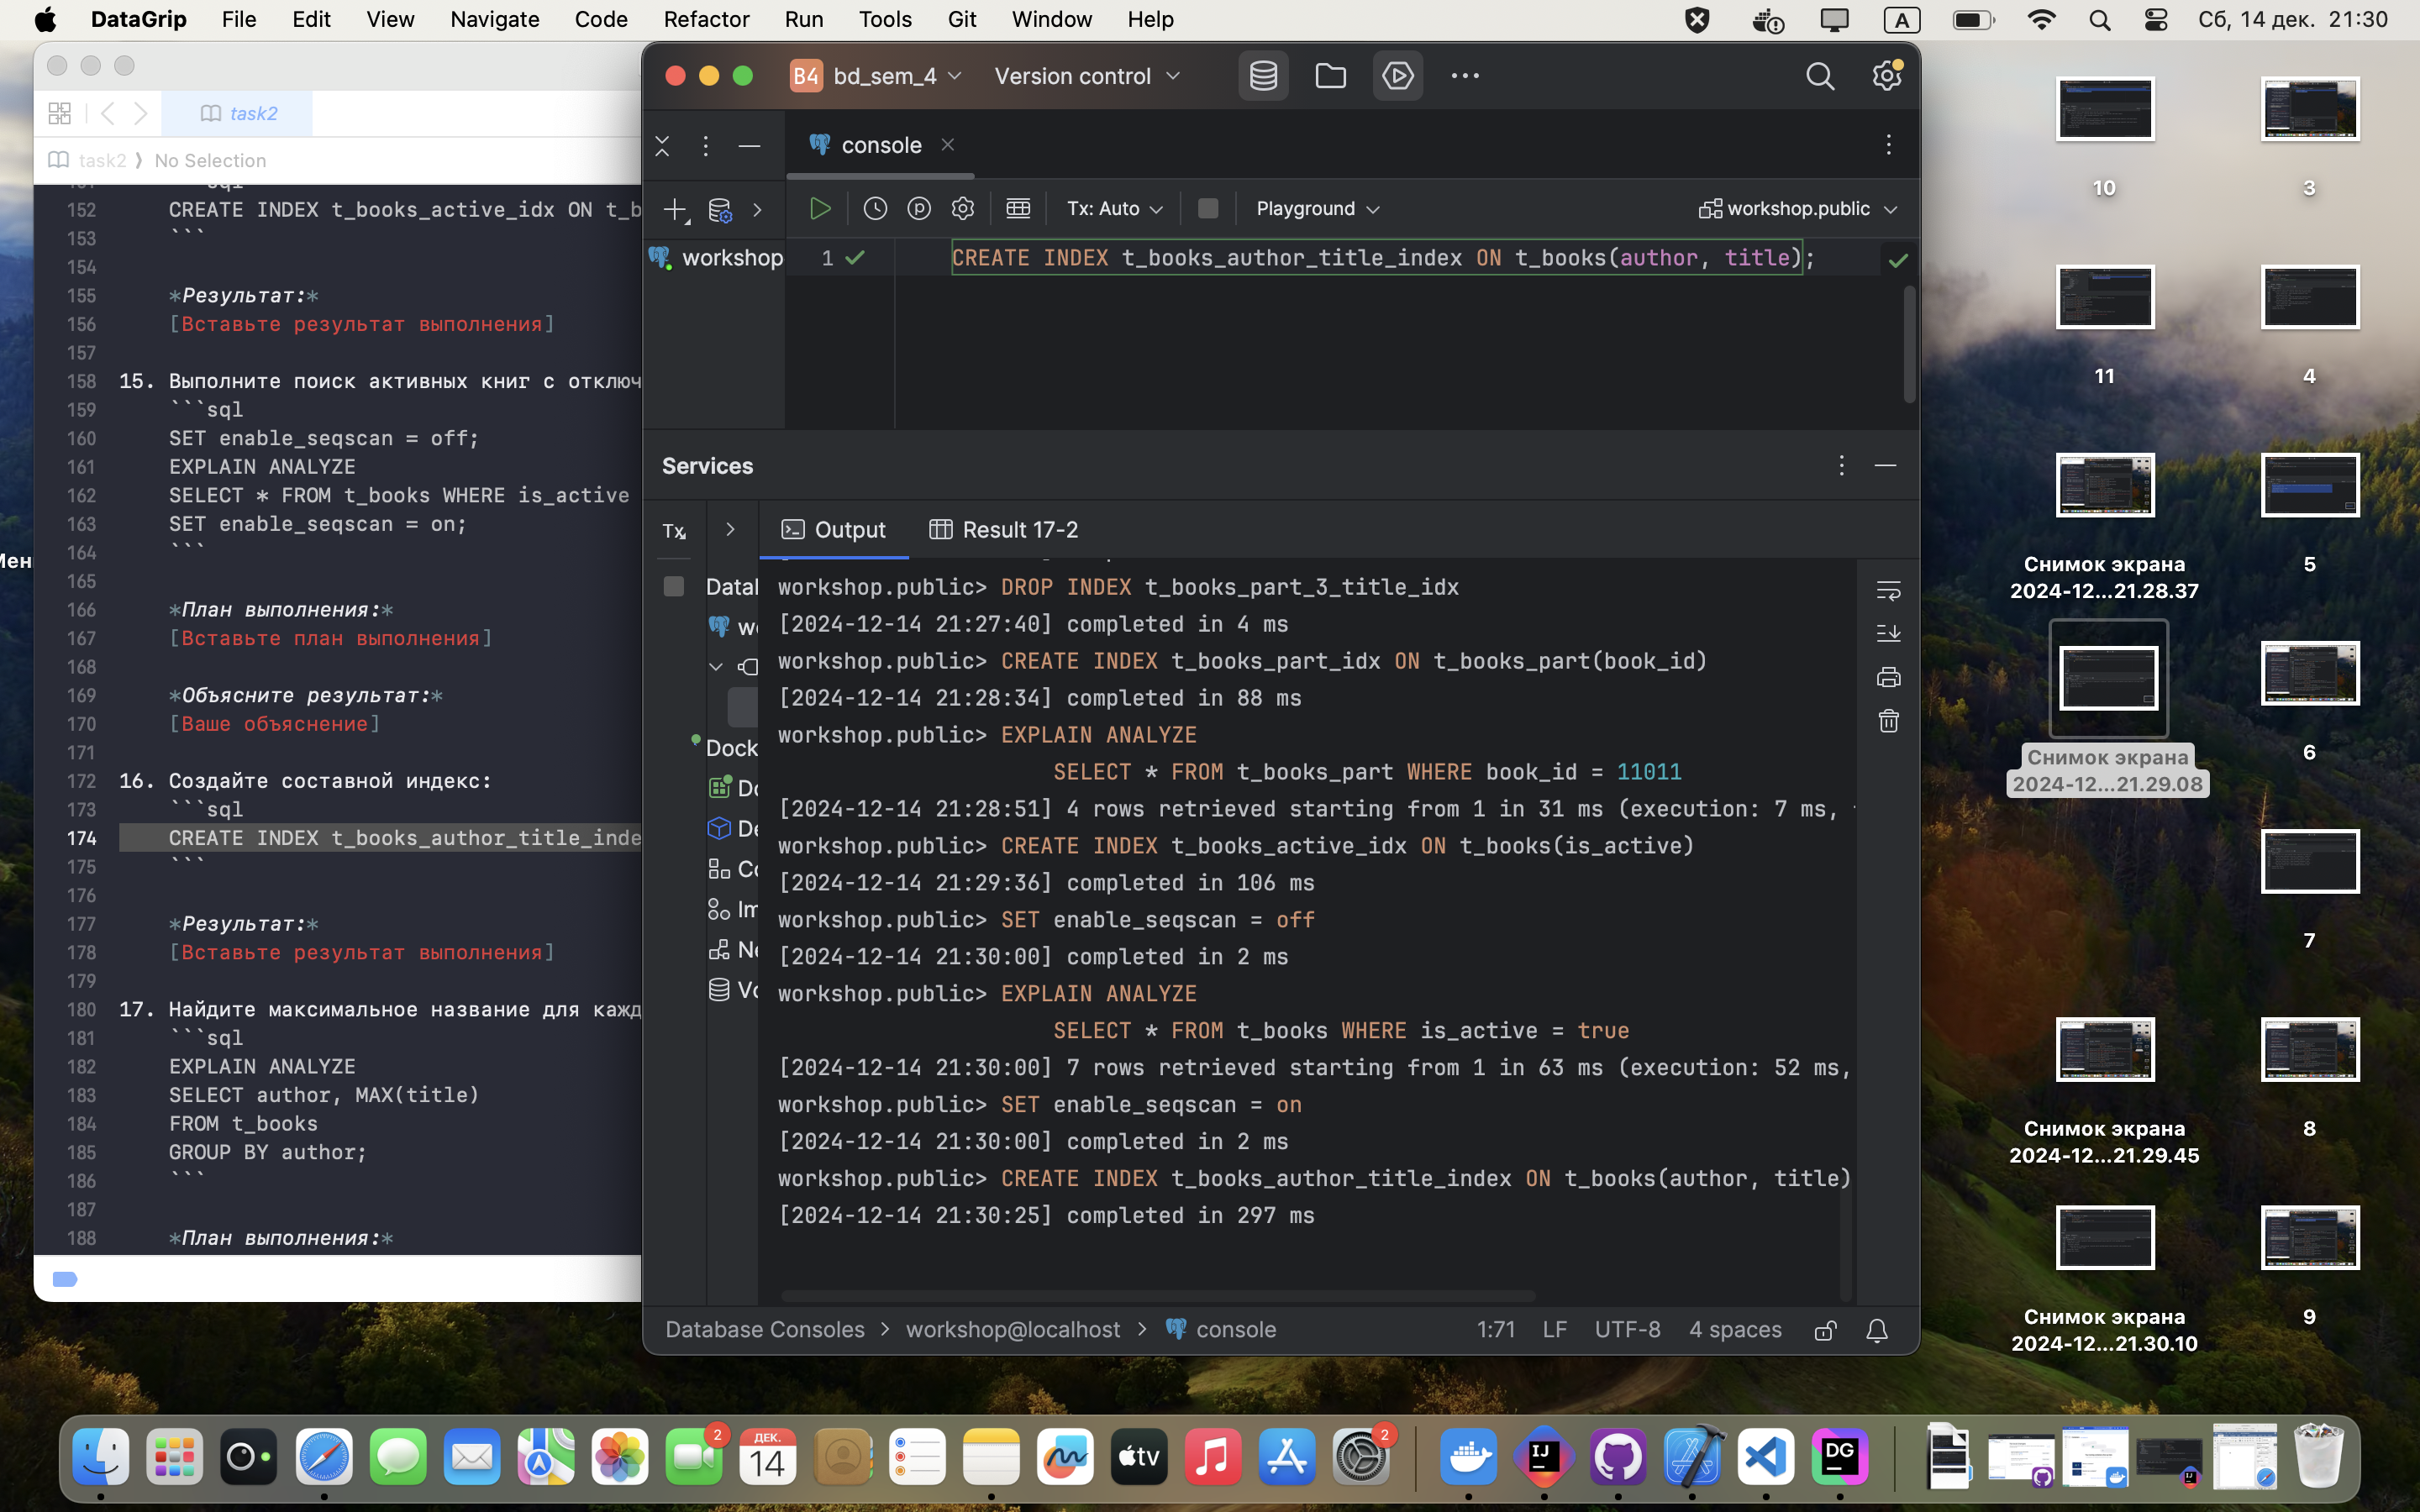 DataGrip File Edit View Navigate Code Refactor Run Tools Git Window Help A Сб, 14 дек. 21:30
task2
task2 No Selection
152 CREATE INDEX t_books_active_idx ON t_b
153 ```
154
155 *Результат:*
156 [Вставьте результат выполнения]
157
158 15. Выполните поиск активных книг с отключ
159 ```sql
160 SET enable_seqscan = off;
161 EXPLAIN ANALYZE
162 SELECT * FROM t_books WHERE is_active
163 SET enable_seqscan = on;
164 ```
165
166 *План выполнения:*
167 [Вставьте план выполнения]
168
169 *Объясните результат:*
170 [Ваше объяснение]
171
172 16. Создайте составной индекс:
173 ```sql
174 CREATE INDEX t_books_author_title_inde
175 ```
176
177 *Результат:*
178 [Вставьте результат выполнения]
179
180 17. Найдите максимальное название для кажд
181 ```sql
182 EXPLAIN ANALYZE
183 SELECT author, MAX(title)
184 FROM t_books
185 GROUP BY author;
186 ```
187
188 *План выполнения:*
B4 bd_sem_4 Version control
console
Tx: Auto Playground workshop.public
workshop
1 CREATE INDEX t_books_author_title_index ON t_books(author, title);
Services
Tx Output Result 17-2
workshop.public> DROP INDEX t_books_part_3_title_idx
[2024-12-14 21:27:40] completed in 4 ms
workshop.public> CREATE INDEX t_books_part_idx ON t_books_part(book_id)
[2024-12-14 21:28:34] completed in 88 ms
workshop.public> EXPLAIN ANALYZE
SELECT * FROM t_books_part WHERE book_id = 11011
[2024-12-14 21:28:51] 4 rows retrieved starting from 1 in 31 ms (execution: 7 ms,
workshop.public> CREATE INDEX t_books_active_idx ON t_books(is_active)
[2024-12-14 21:29:36] completed in 106 ms
workshop.public> SET enable_seqscan = off
[2024-12-14 21:30:00] completed in 2 ms
workshop.public> EXPLAIN ANALYZE
SELECT * FROM t_books WHERE is_active = true
[2024-12-14 21:30:00] 7 rows retrieved starting from 1 in 63 ms (execution: 52 ms,
workshop.public> SET enable_seqscan = on
[2024-12-14 21:30:00] completed in 2 ms
workshop.public> CREATE INDEX t_books_author_title_index ON t_books(author, title)
[2024-12-14 21:30:25] completed in 297 ms
Datal
w
Dock
Do
De
Co
Im
Ne
Vo
Database Consoles > workshop@localhost > console 1:71 LF UTF-8 4 spaces
10
3
11
4
Снимок экрана
2024-12...21.28.37
5
Снимок экрана
2024-12...21.29.08
6
7
Снимок экрана
2024-12...21.29.45
8
Снимок экрана
2024-12...21.30.10
9
2
ДЕК.
14
tv
2
IJ
DG